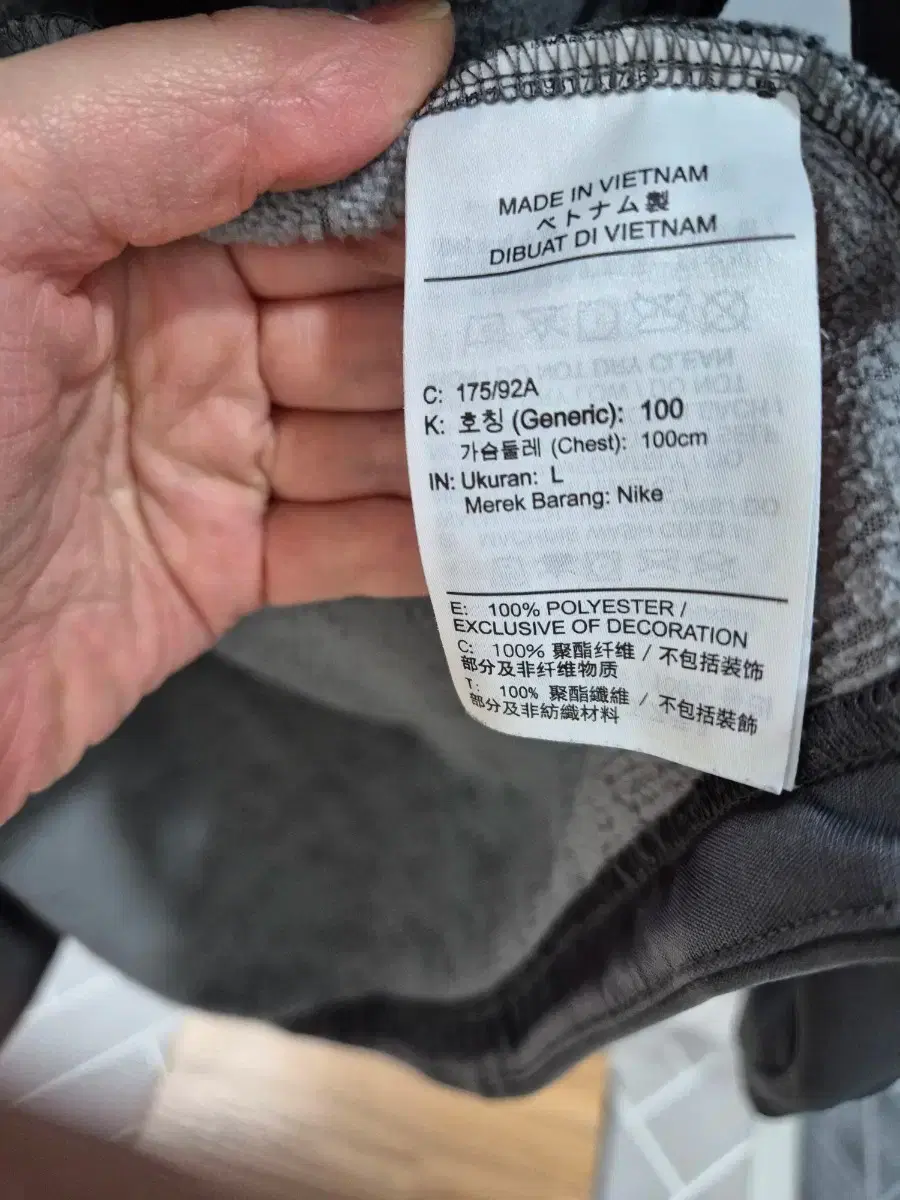 MADE IN VIETNAM
ベトナム製
DIBUAT DI VIETNAM
C: 175/92A
K: 호칭 (Generic): 100
가슴둘레 (Chest): 100cm
IN: Ukuran: L
Merek Barang: Nike
E: 100% POLYESTER /
EXCLUSIVE OF DECORATION
C: 100% 聚酯纤维 / 不包括装饰
部分及非纤维物质
T: 100% 聚酯纖維 / 不包括裝飾
部分及非紡織材料